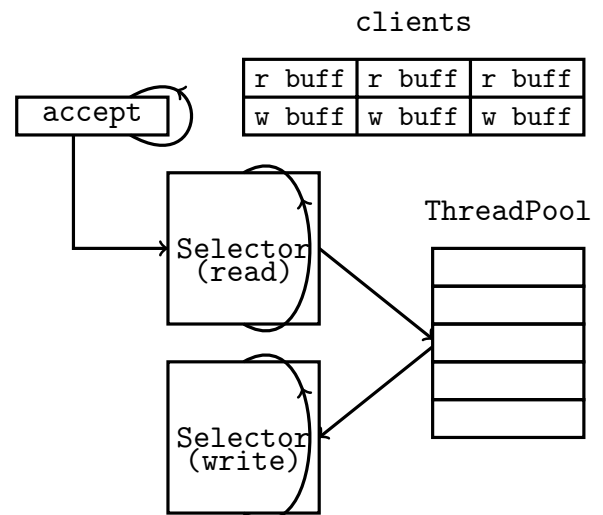 clients
r buff r buff r buff
w buff w buff w buff
accept
ThreadPool
Selector
(read)
Selector
(write)